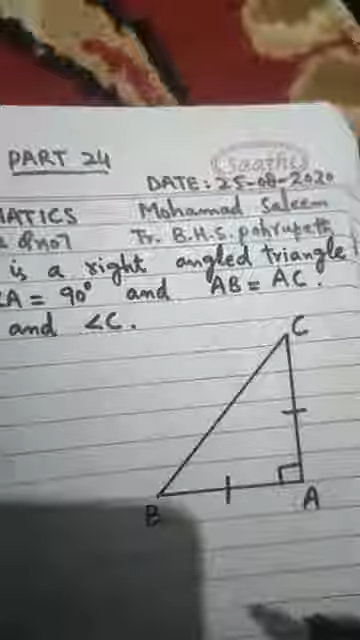 PART 24
Saathi
DATE: 25-08-2020
MATICS Mohamad Saleem
Tr. B.H.S.
is a right angled triangle
∠A = 90° and AB = AC.
and ∠C.
C
B
A